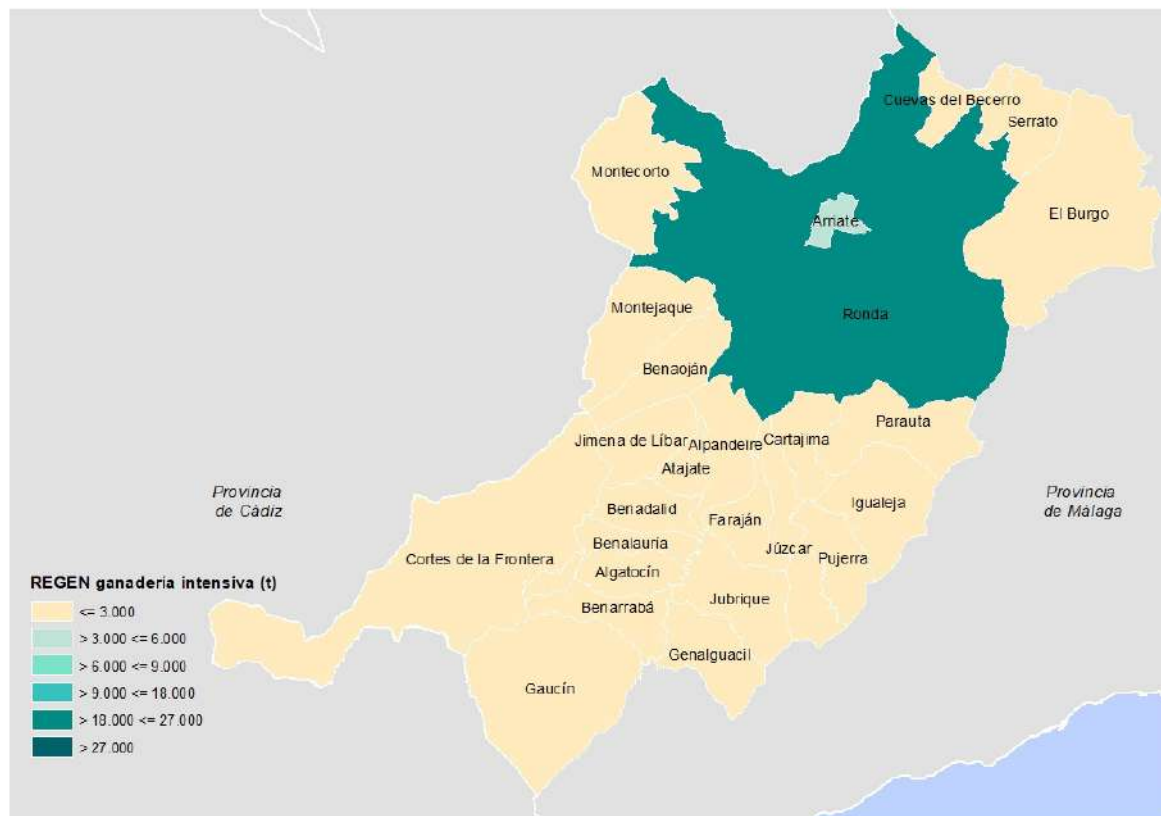 Cuevas del Becerro
Serrato
Montecorto
El Burgo
Arriate
Montejaque
Ronda
Benaoján
Parauta
Jimena de Líbar
Alpandeire
Cartajima
Atajate
Igualeja
Provincia
de Cádiz
Provincia
de Málaga
Benadalid
Faraján
Benalauría
Júzcar
Pujerra
Cortes de la Frontera
Algatocín
REGEN ganadería intensiva (t)
<= 3.000
> 3.000 <= 6.000
> 6.000 <= 9.000
> 9.000 <= 18.000
> 18.000 <= 27.000
> 27.000
Jubrique
Benarrabá
Genalguacil
Gaucín